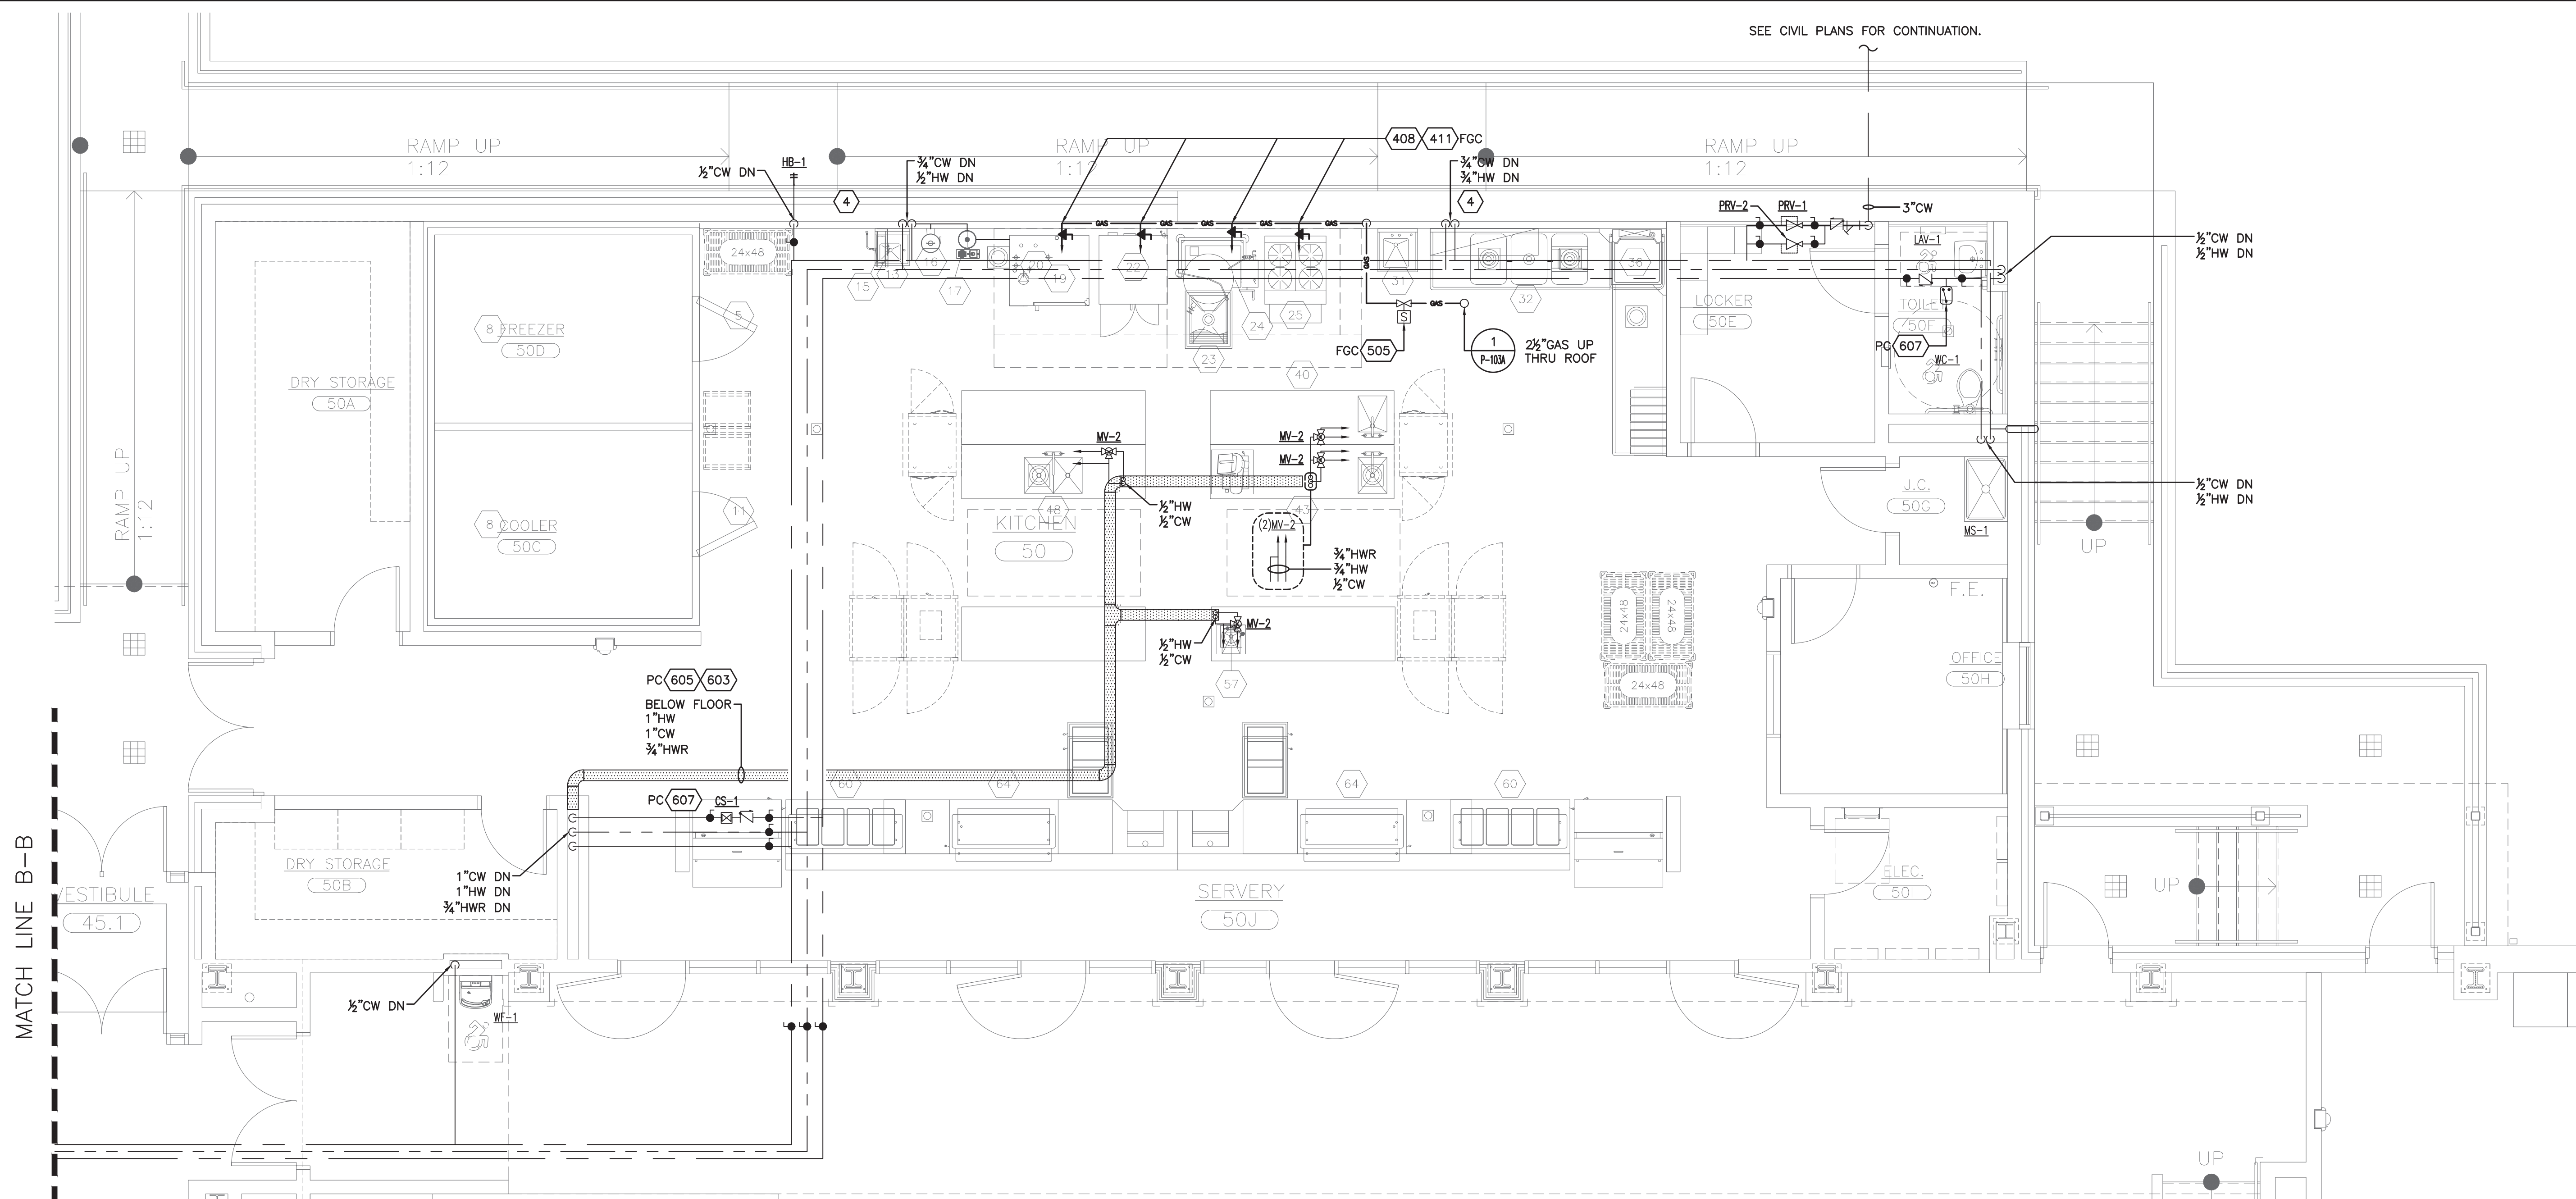 SEE CIVIL PLANS FOR CONTINUATION.
RAMP UP
1:12
RAMP UP
1:12
RAMP UP
1:12
408
411
FGC
HB-1
½"CW DN
¾"CW DN
½"HW DN
¾"CW DN
¾"HW DN
4
4
PRV-2
PRV-1
3"CW
GAS
GAS
GAS
GAS
GAS
GAS
GAS
LAV-1
½"CW DN
½"HW DN
24x48
15
13
16
17
20
19
22
23
24
25
31
32
36
5
8
FREEZER
50D
LOCKER
50E
TOILET
50F
PC
607
WC-1
FGC
505
S
1
P-103A
2½"GAS UP
THRU ROOF
DRY STORAGE
50A
40
MV-2
MV-2
MV-2
RAMP UP
1:12
½"HW
½"CW
J.C.
50G
MS-1
½"CW DN
½"HW DN
UP
8
COOLER
50C
11
48
KITCHEN
50
43
(2)MV-2
¾"HWR
¾"HW
½"CW
F.E.
24x48
24x48
24x48
MV-2
½"HW
½"CW
57
OFFICE
50H
PC
605
603
BELOW FLOOR
1"HW
1"CW
¾"HWR
60
64
64
60
PC
607
CS-1
DRY STORAGE
50B
1"CW DN
1"HW DN
¾"HWR DN
MATCH LINE B-B
VESTIBULE
45.1
SERVERY
50J
ELEC.
50I
UP
½"CW DN
WF-1
UP